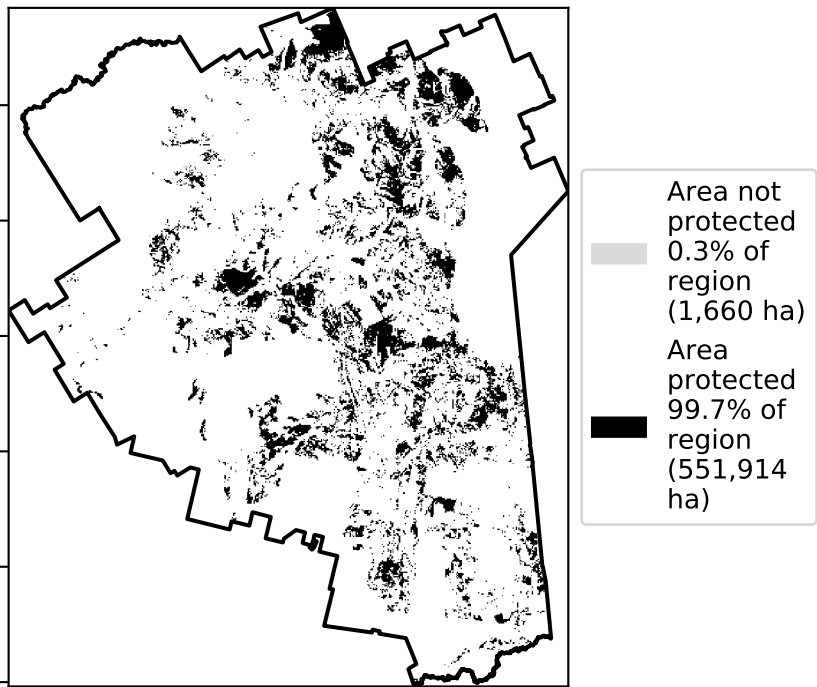 Area not
protected
0.3% of
region
(1,660 ha)
Area
protected
99.7% of
region
(551,914
ha)